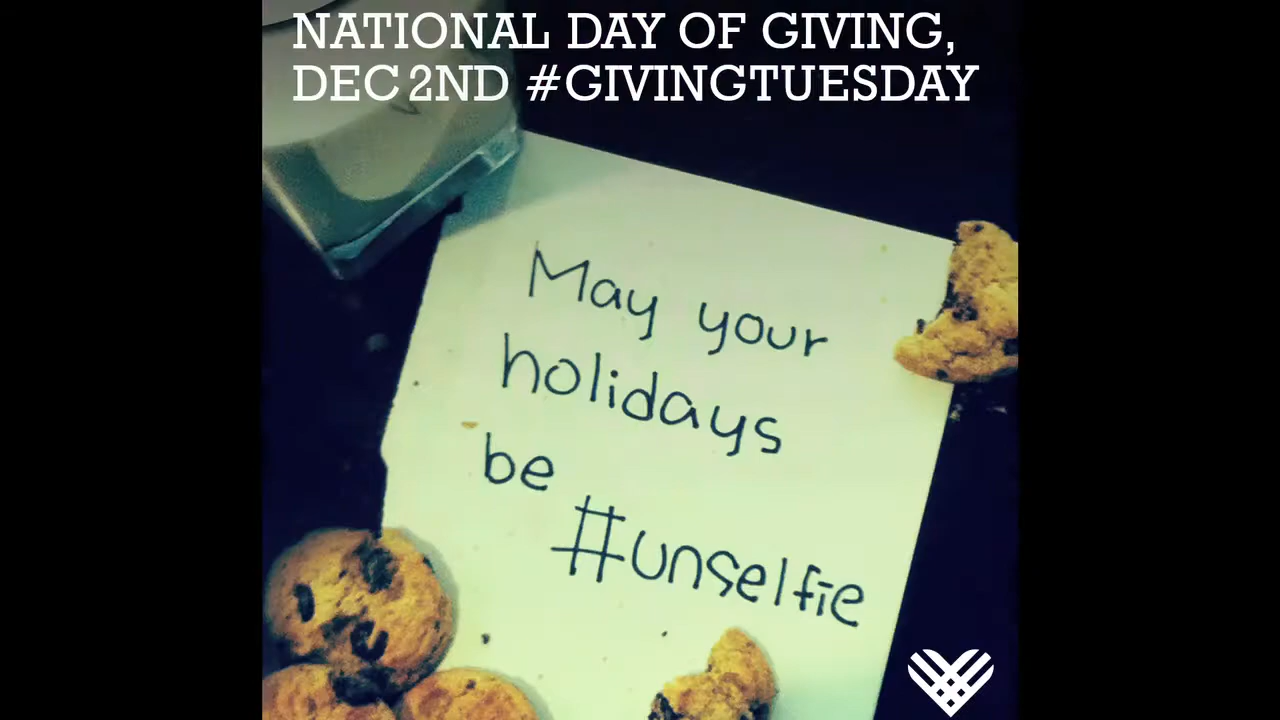 NATIONAL DAY OF GIVING,
DEC 2ND #GIVINGTUESDAY
May your
holidays
be
#unselfie